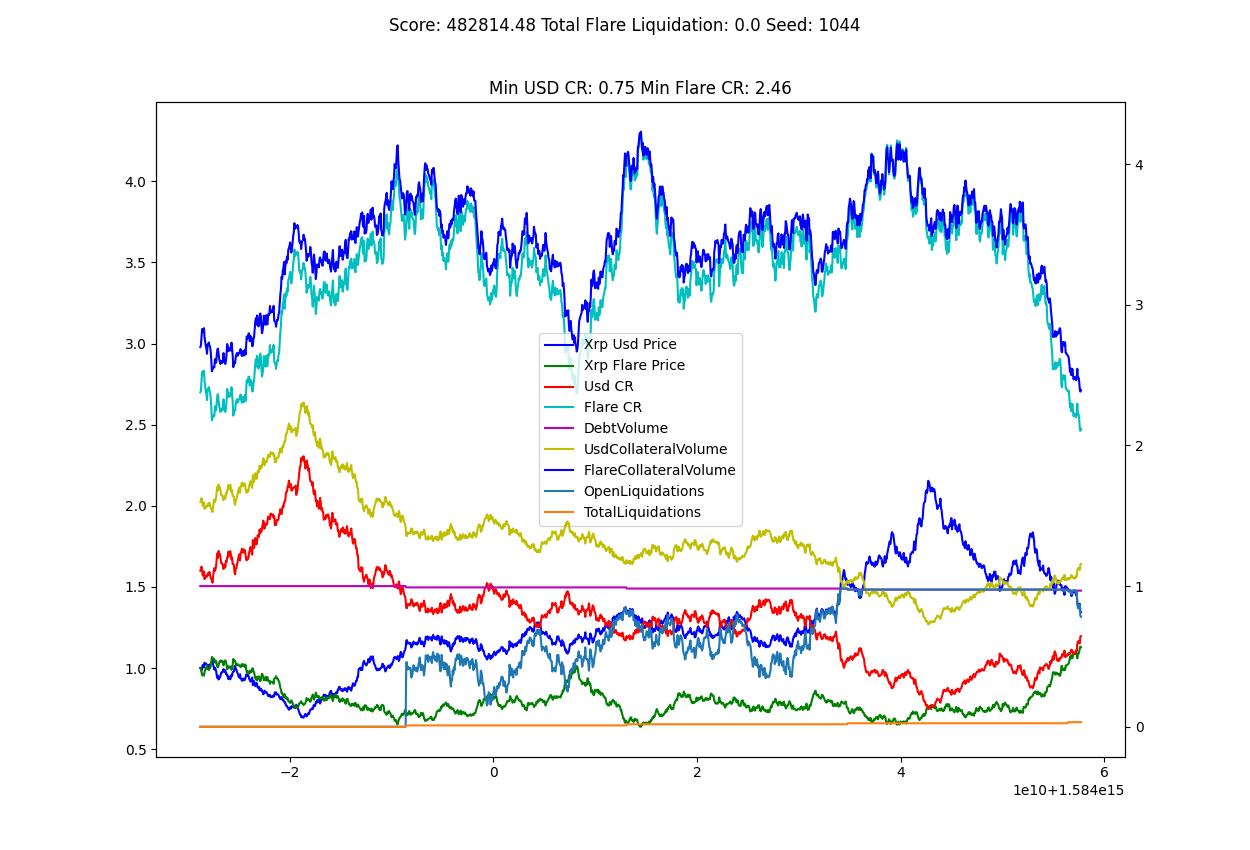 Score: 482814.48 Total Flare Liquidation: 0.0 Seed: 1044
Min USD CR: 0.75 Min Flare CR: 2.46
4.0
3.5
3.0
2.5
2.0
1.5
1.0
0.5
4
3
2
1
0
Xrp Usd Price
Xrp Flare Price
Usd CR
Flare CR
DebtVolume
UsdCollateralVolume
FlareCollateralVolume
OpenLiquidations
TotalLiquidations
−2 0 2 4 6
1e10+1.584e15